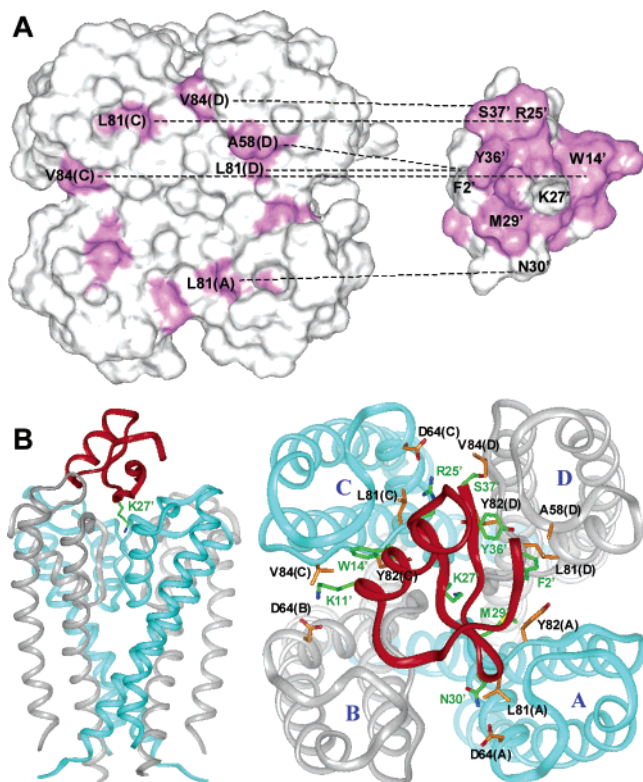 A
V84(D)
S37' R25'
L81(C)
A58(D)
Y36'
W14'
V84(C)
L81(D)
F2'
K27'
M29'
N30'
L81(A)
B
D64(C)
V84(D)
D
K27'
C
R25'
S37'
L81(C)
Y82(D)
A58(D)
Y36'
W14'
Y82(C)
L81(D)
V84(C)
K27'
F2'
K11'
M29'
D64(B)
Y82(A)
B
N30'
A
L81(A)
D64(A)